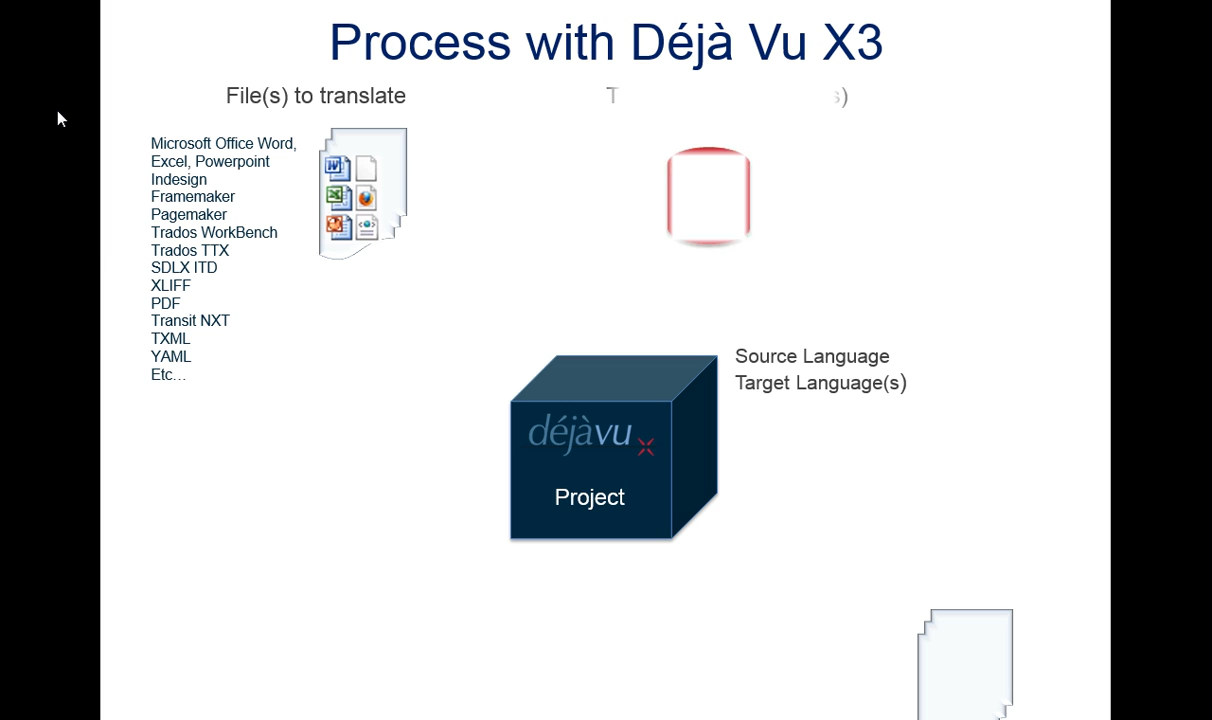 Process with Déjà Vu X3
File(s) to translate
Microsoft Office Word,
Excel, Powerpoint
Indesign
Framemaker
Pagemaker
Trados WorkBench
Trados TTX
SDLX ITD
XLIFF
PDF
Transit NXT
TXML
YAML
Etc…
Source Language
Target Language(s)
déjàvu
Project